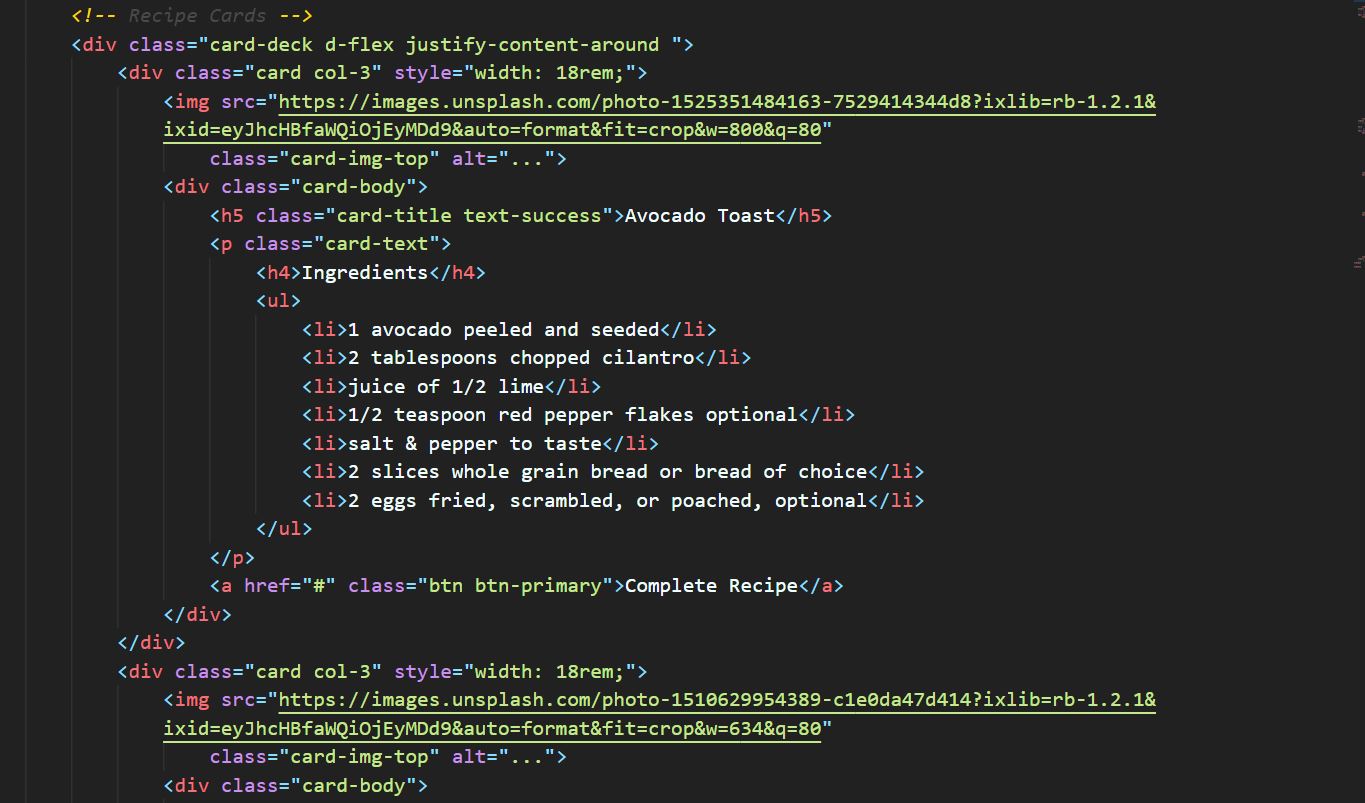 <!-- Recipe Cards -->
<div class="card-deck d-flex justify-content-around ">
<div class="card col-3" style="width: 18rem;">
<img src="https://images.unsplash.com/photo-1525351484163-7529414344d8?ixlib=rb-1.2.1&
ixid=eyJhcHBfaWQiOjEyMDd9&auto=format&fit=crop&w=800&q=80"
class="card-img-top" alt="...">
<div class="card-body">
<h5 class="card-title text-success">Avocado Toast</h5>
<p class="card-text">
<h4>Ingredients</h4>
<ul>
<li>1 avocado peeled and seeded</li>
<li>2 tablespoons chopped cilantro</li>
<li>juice of 1/2 lime</li>
<li>1/2 teaspoon red pepper flakes optional</li>
<li>salt & pepper to taste</li>
<li>2 slices whole grain bread or bread of choice</li>
<li>2 eggs fried, scrambled, or poached, optional</li>
</ul>
</p>
<a href="#" class="btn btn-primary">Complete Recipe</a>
</div>
</div>
<div class="card col-3" style="width: 18rem;">
<img src="https://images.unsplash.com/photo-1510629954389-c1e0da47d414?ixlib=rb-1.2.1&
ixid=eyJhcHBfaWQiOjEyMDd9&auto=format&fit=crop&w=634&q=80"
class="card-img-top" alt="...">
<div class="card-body">